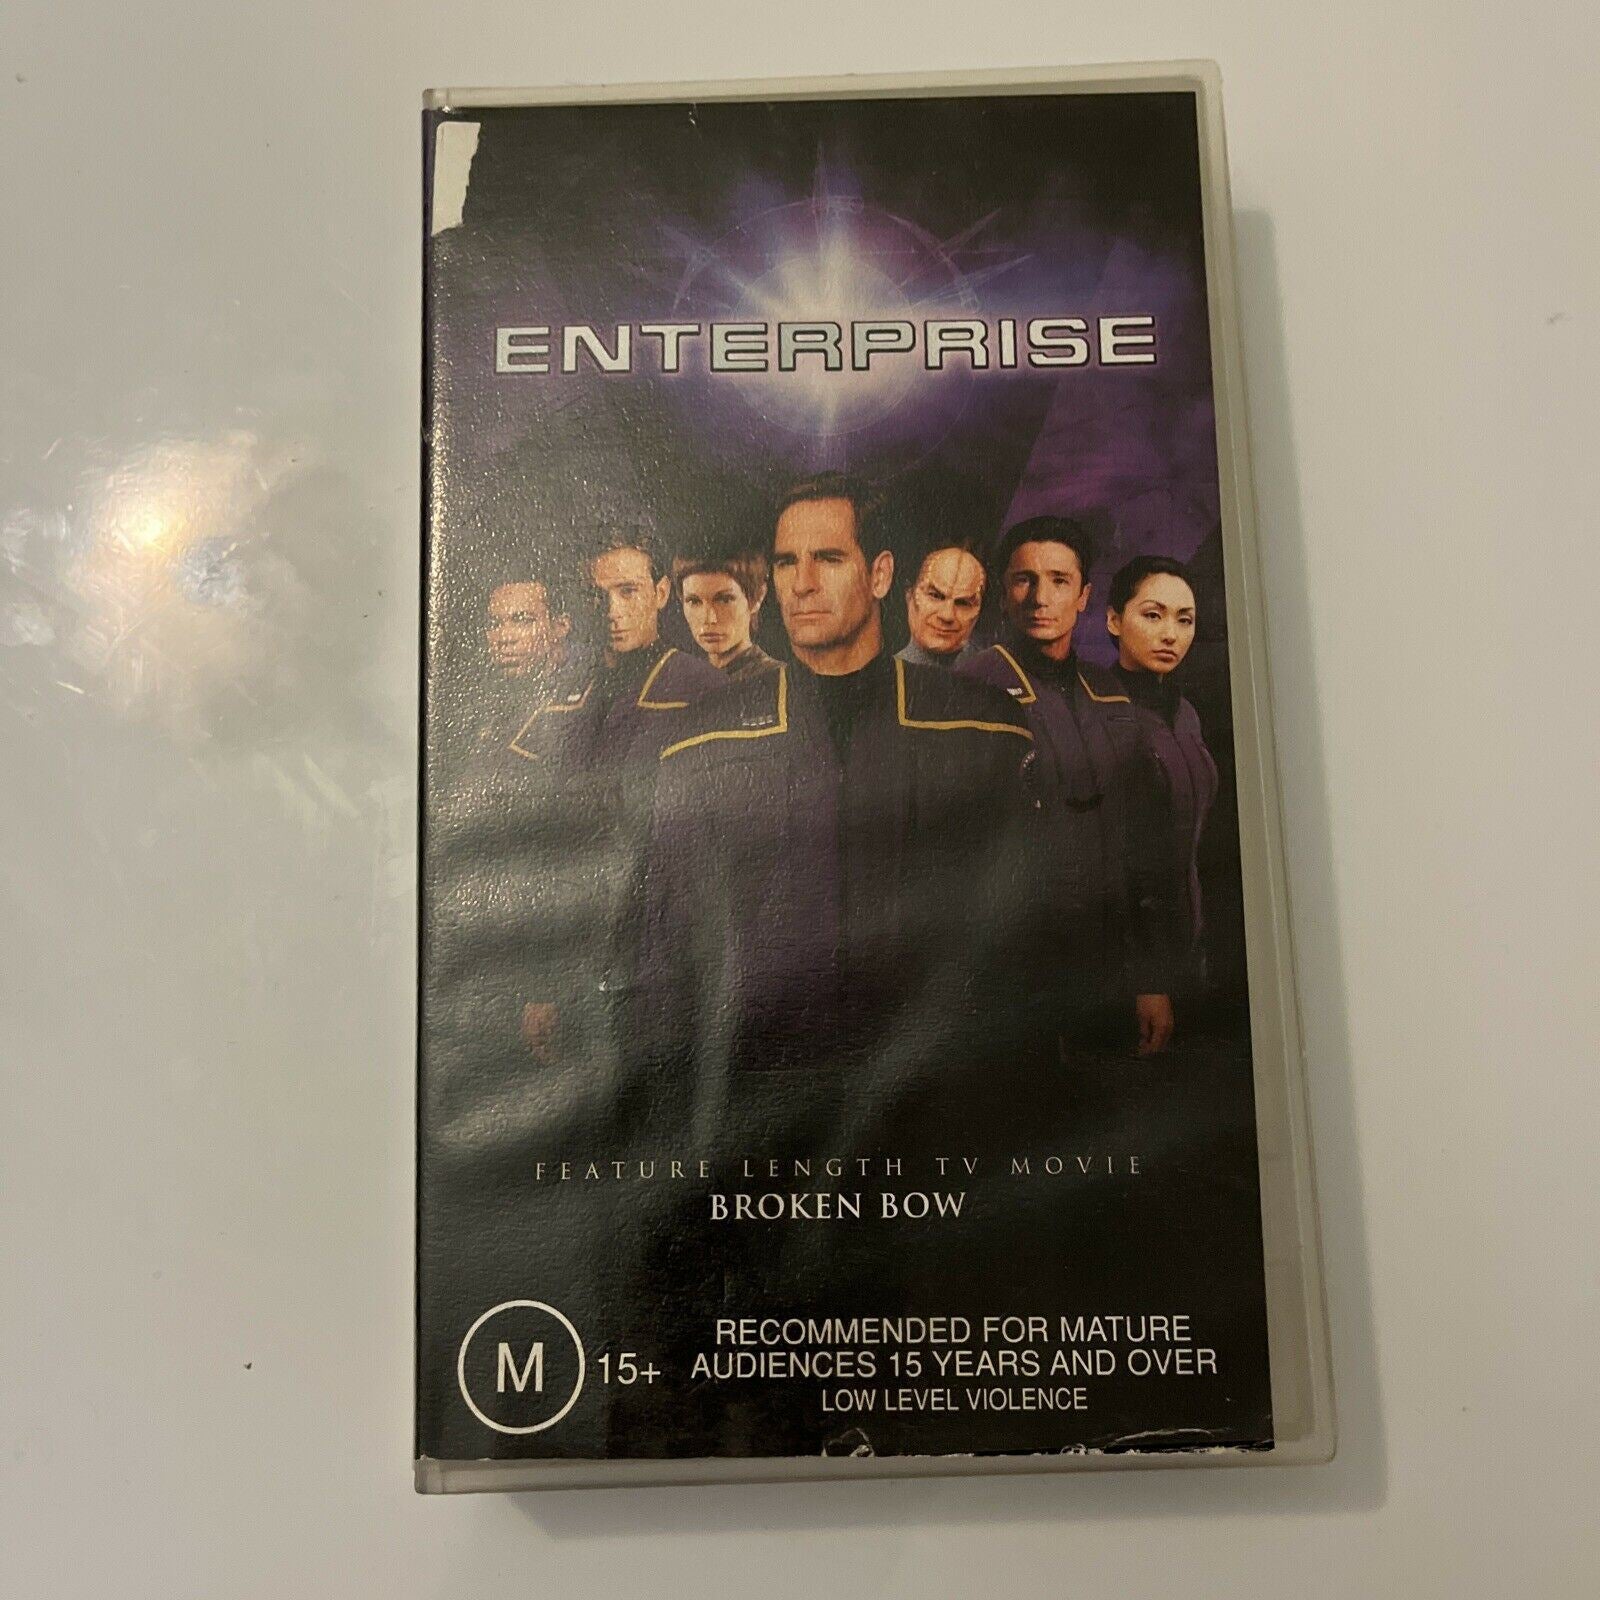 ENTERPRISE
FEATURE LENGTH TV MOVIE
BROKEN BOW
M 15+
RECOMMENDED FOR MATURE
AUDIENCES 15 YEARS AND OVER
LOW LEVEL VIOLENCE